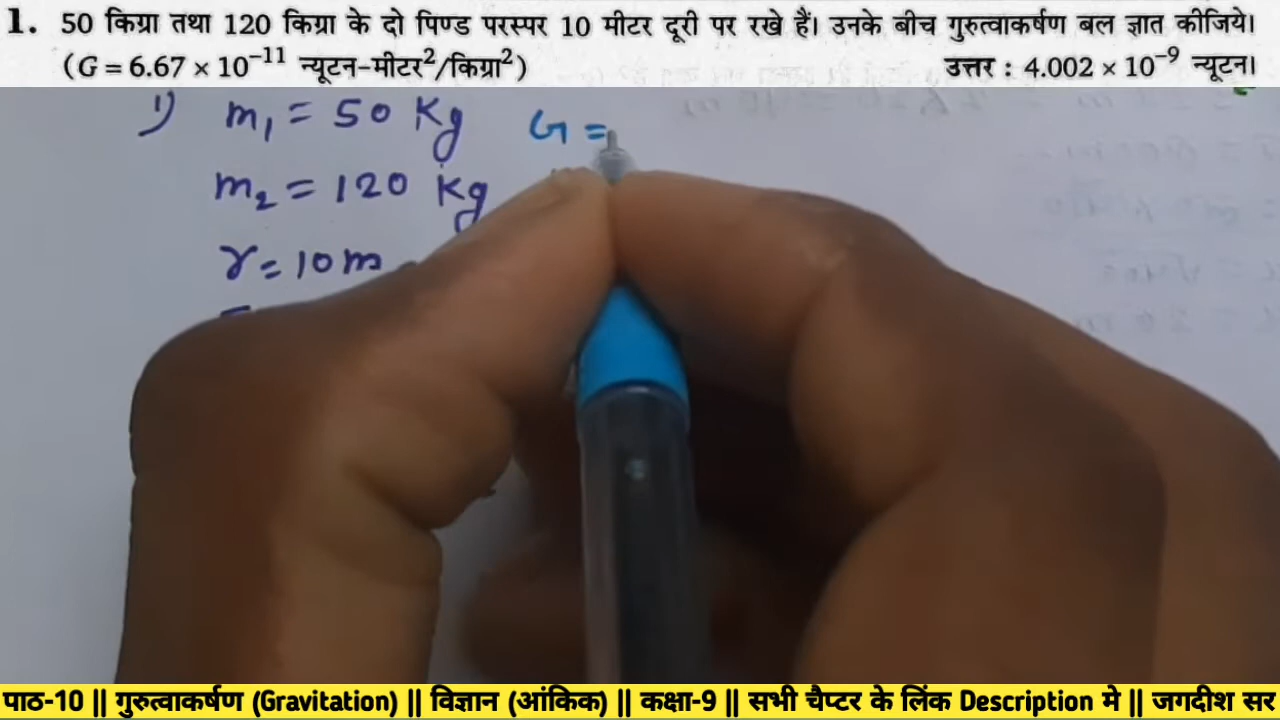 1. 50 किग्रा तथा 120 किग्रा के दो पिण्ड परस्पर 10 मीटर दूरी पर रखे हैं। उनके बीच गुरुत्वाकर्षण बल ज्ञात कीजिये।
(G = 6.67 × 10⁻¹¹ न्यूटन-मीटर²/किग्रा²) उत्तर : 4.002 × 10⁻⁹ न्यूटन।
1) m₁ = 50 Kg G =
m₂ = 120 Kg
r = 10 m
पाठ-10 || गुरुत्वाकर्षण (Gravitation) || विज्ञान (आंकिक) || कक्षा-9 || सभी चैप्टर के लिंक Description मे || जगदीश सर